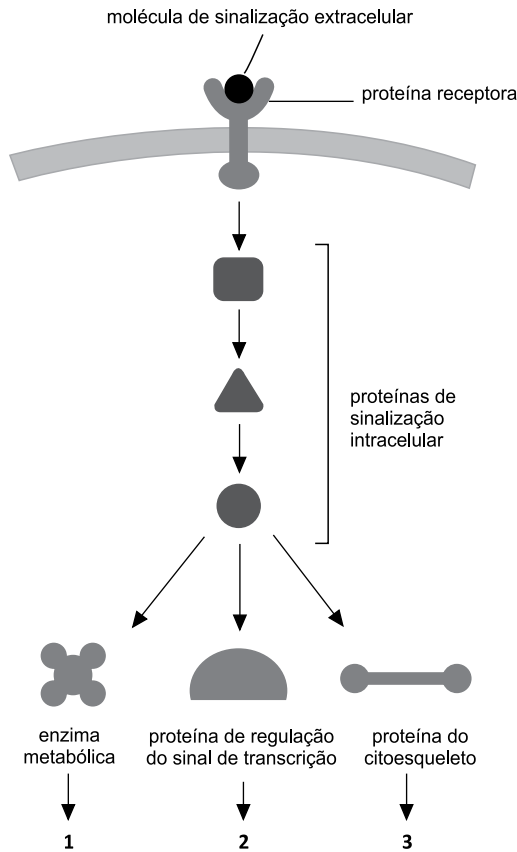 molécula de sinalização extracelular
proteína receptora
proteínas de
sinalização
intracelular
enzima
metabólica
proteína de regulação
do sinal de transcrição
proteína do
citoesqueleto
1
2
3